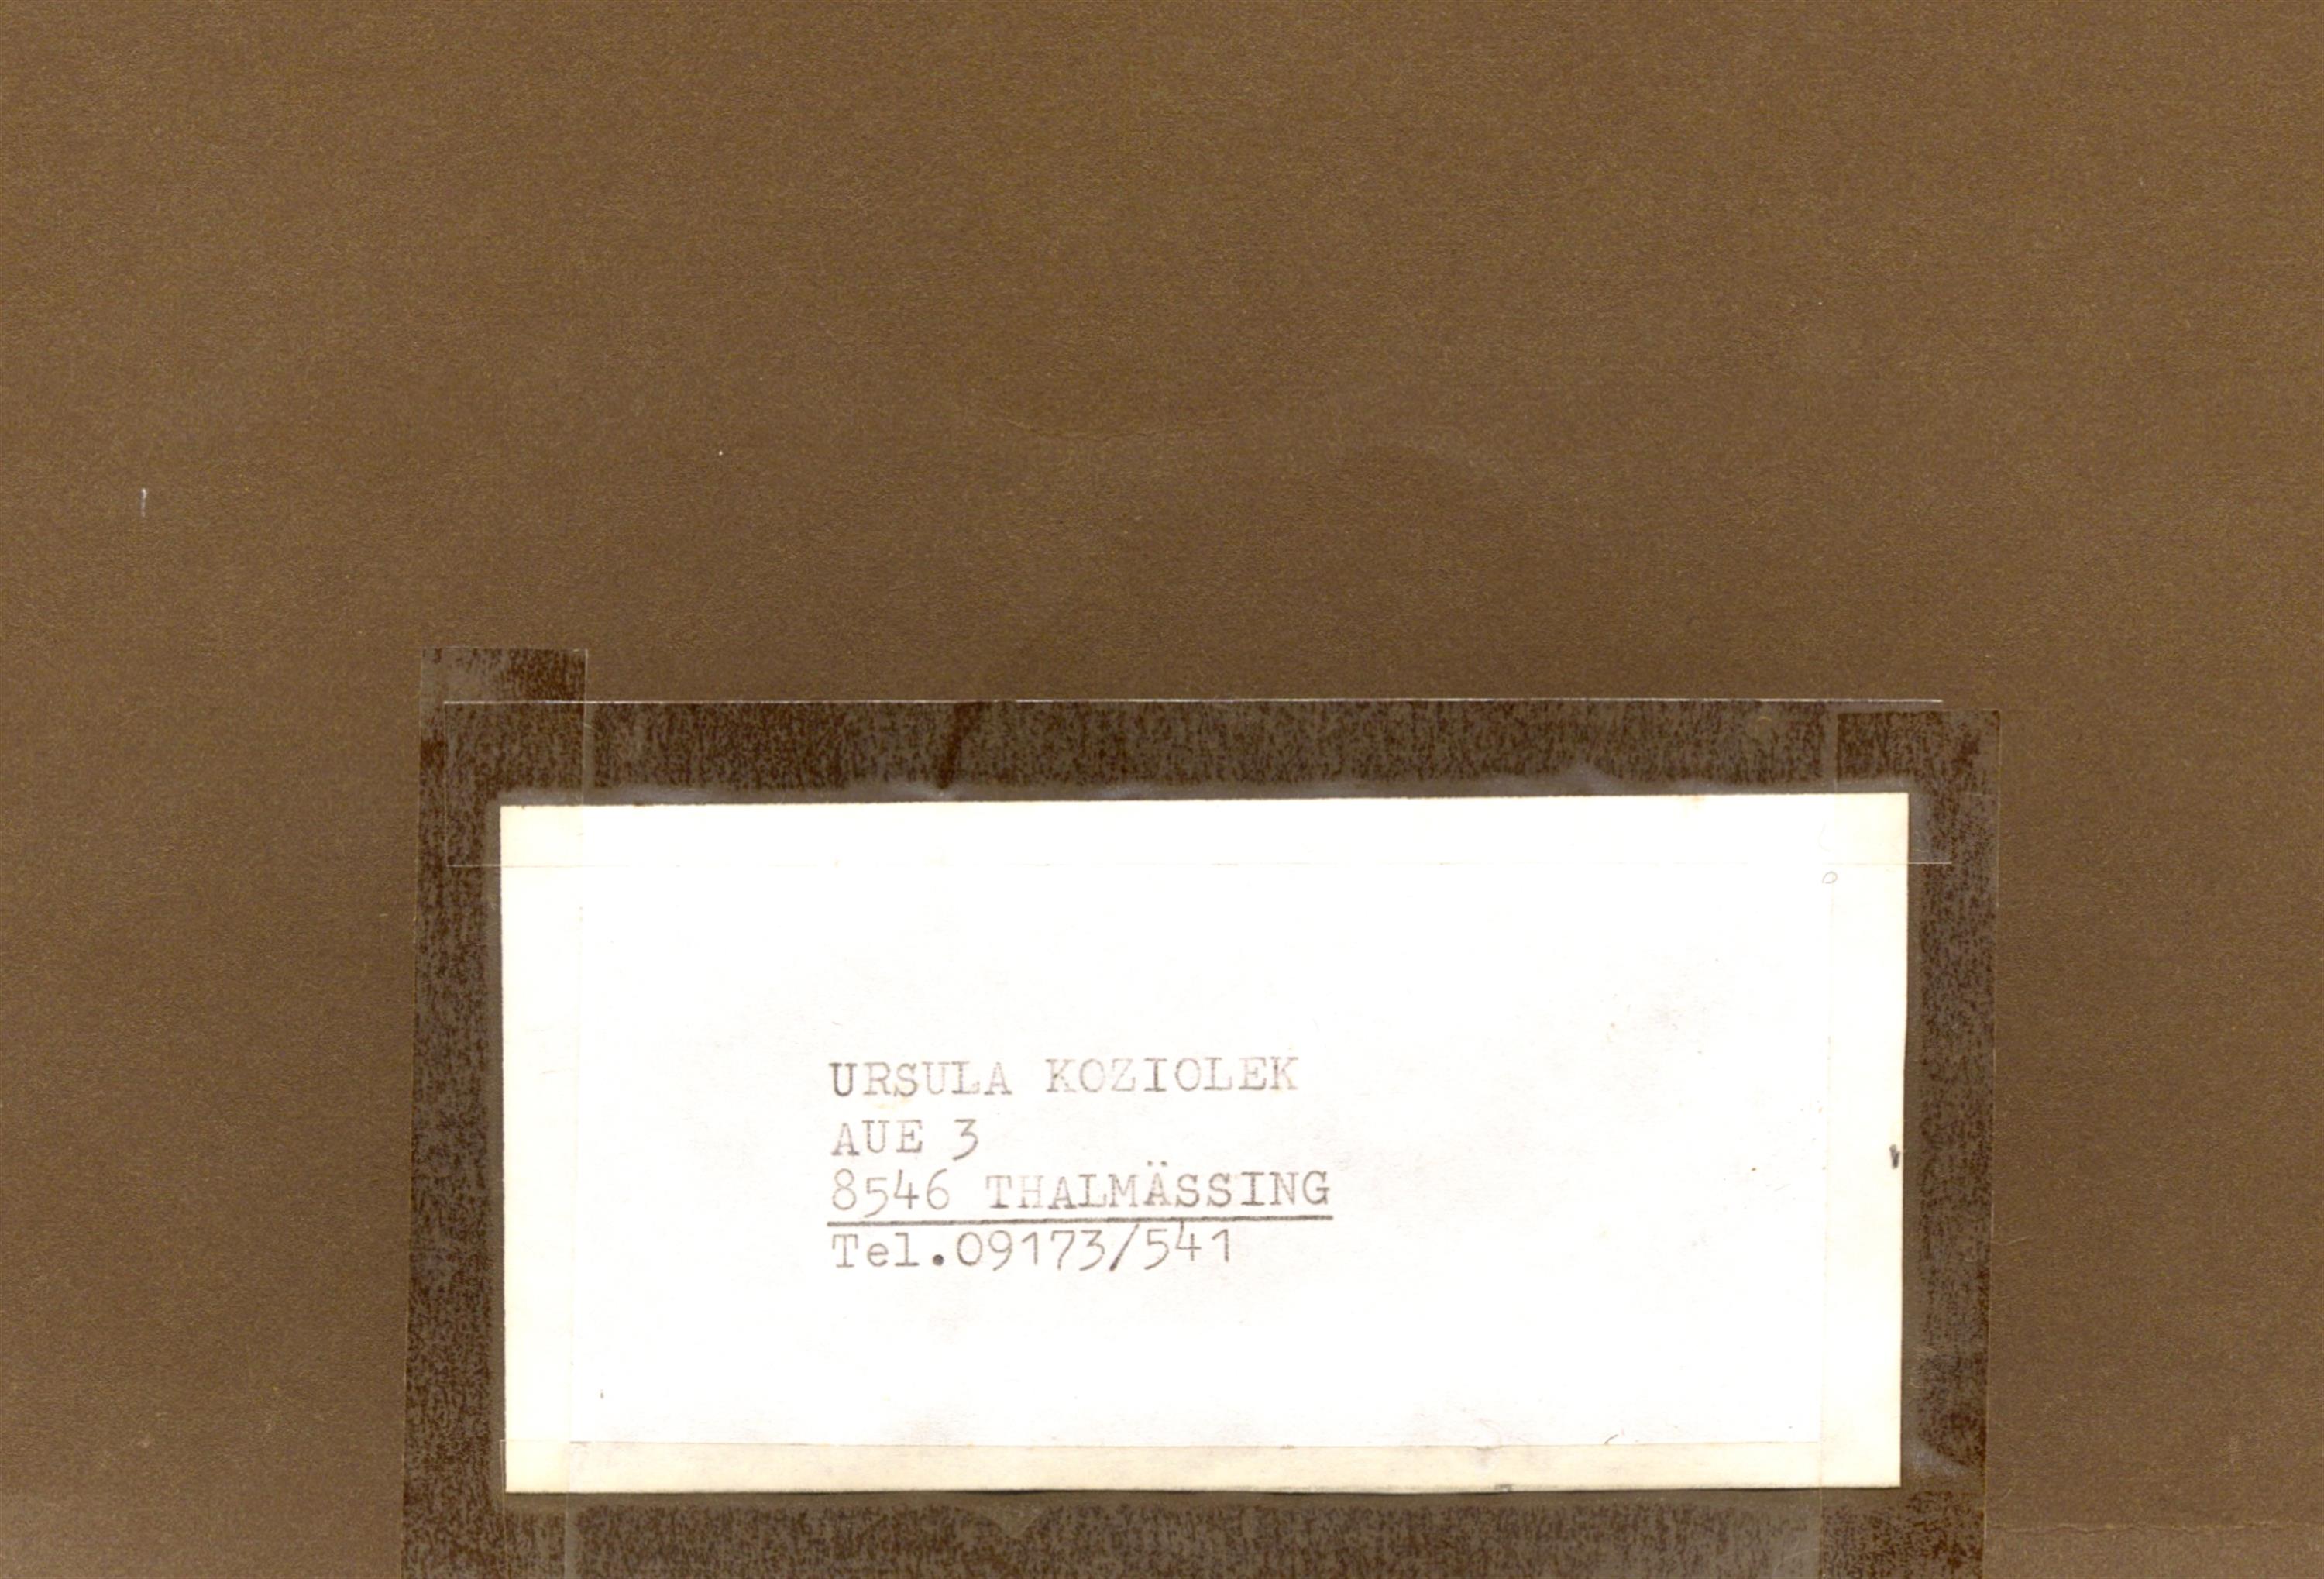 URSULA KOZIOLEK
AUE 3
8546 THALMÄSSING
Tel.09173/541